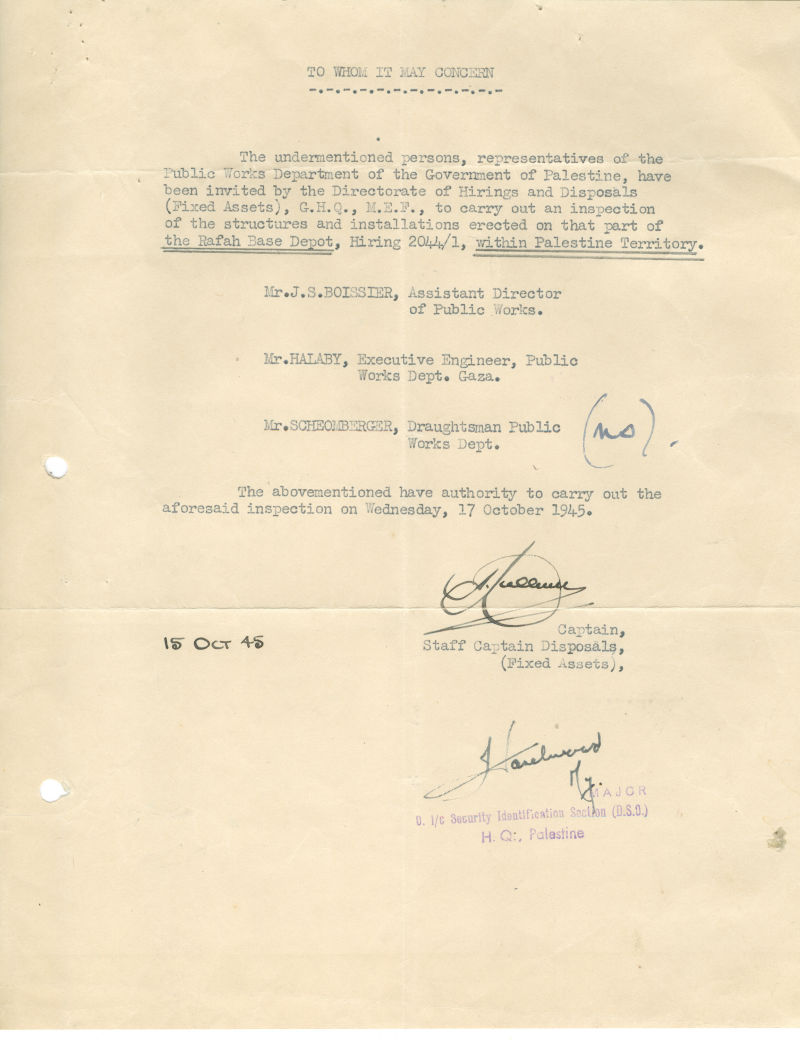 TO WHOM IT MAY CONCERN
-.-.-.-.-.-.-.-.-.-.-
The undermentioned persons, representatives of the
Public Works Department of the Government of Palestine, have
been invited by the Directorate of Hirings and Disposals
(Fixed Assets), G.H.Q., M.E.F., to carry out an inspection
of the structures and installations erected on that part of
the Rafah Base Depot, Hiring 2044/1, within Palestine Territory.
Mr.J.S.BOISSIER, Assistant Director
of Public Works.
Mr.HALABY, Executive Engineer, Public
Works Dept. Gaza.
Mr.SCHEOMBERGER, Draughtsman Public
Works Dept.
(no).
The abovementioned have authority to carry out the
aforesaid inspection on Wednesday, 17 October 1945.
15 OCT 45
Captain,
Staff Captain Disposals,
(Fixed Assets),
Hazelwood
Mj.
MAJOR
O. i/c Security Identification Section (D.S.O.)
H. Q., Palestine